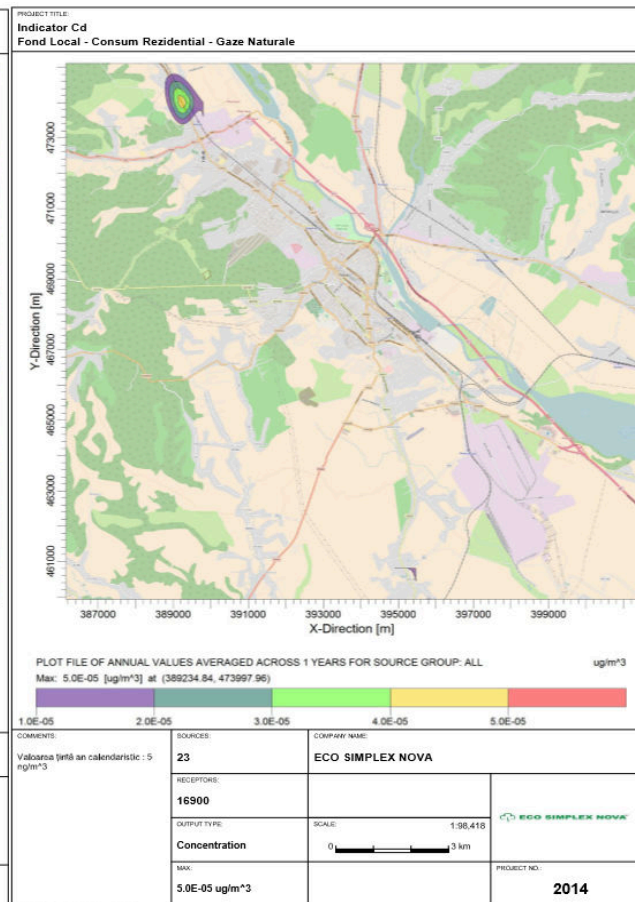 PROJECT TITLE:
Indicator Cd
Fond Local - Consum Rezidential - Gaze Naturale
Y-Direction [m]
473000
471000
469000
467000
465000
463000
461000
387000 389000 391000 393000 395000 397000 399000
X-Direction [m]
PLOT FILE OF ANNUAL VALUES AVERAGED ACROSS 1 YEARS FOR SOURCE GROUP: ALL ug/m^3
Max: 5.0E-05 [ug/m^3] at (389234.84, 473997.96)
1.0E-05 2.0E-05 3.0E-05 4.0E-05 5.0E-05
COMMENTS:
Valoarea țintă an calendaristic : 5
ng/m^3
SOURCES:
23
COMPANY NAME:
ECO SIMPLEX NOVA
RECEPTORS:
16900
OUTPUT TYPE:
Concentration
SCALE: 1:98,418
0 3 km
ECO SIMPLEX NOVA
MAX:
5.0E-05 ug/m^3
PROJECT NO.:
2014